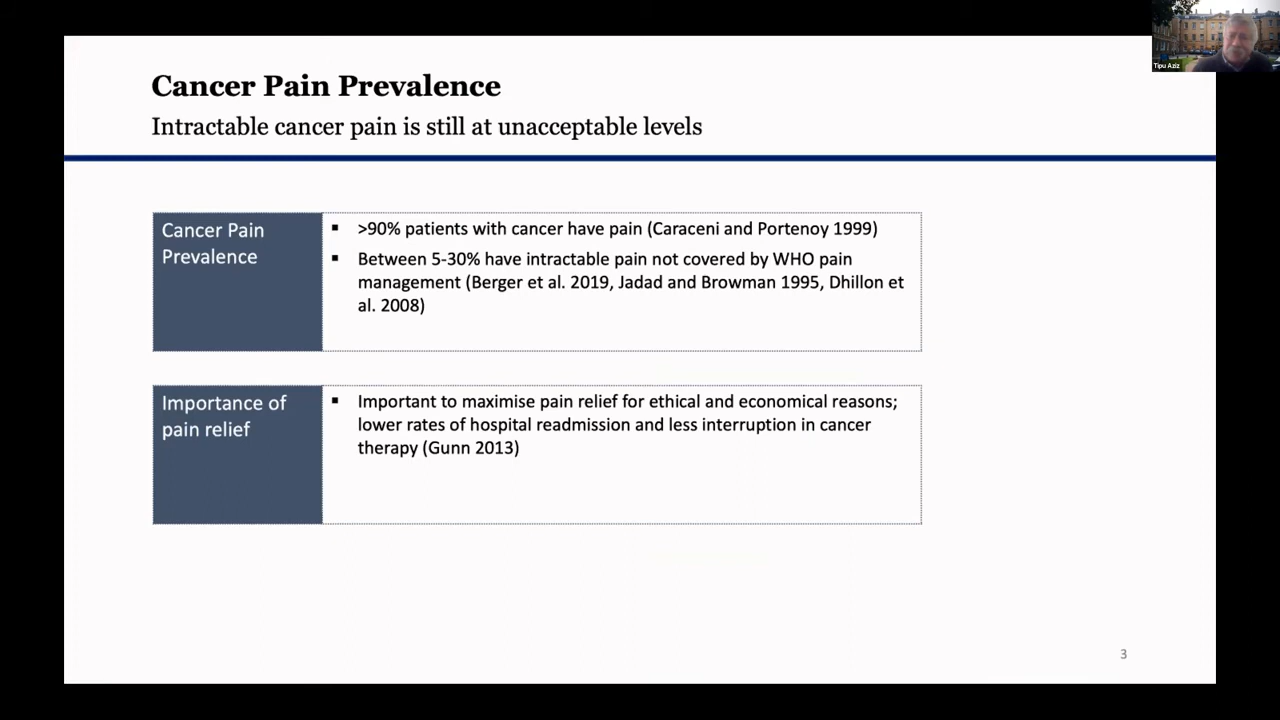 Tipu Aziz
Cancer Pain Prevalence
Intractable cancer pain is still at unacceptable levels
Cancer Pain
Prevalence
▪ >90% patients with cancer have pain (Caraceni and Portenoy 1999)
▪ Between 5-30% have intractable pain not covered by WHO pain
management (Berger et al. 2019, Jadad and Browman 1995, Dhillon et
al. 2008)
Importance of
pain relief
▪ Important to maximise pain relief for ethical and economical reasons;
lower rates of hospital readmission and less interruption in cancer
therapy (Gunn 2013)
3